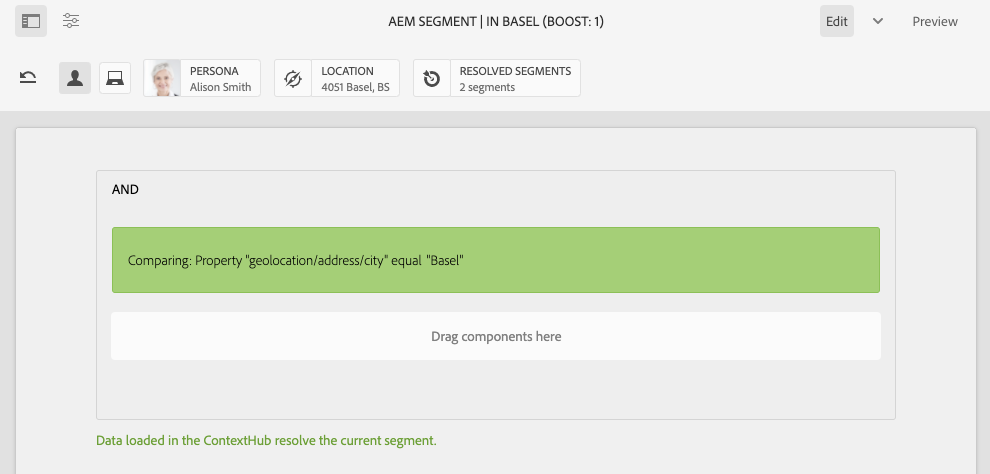 AEM SEGMENT | IN BASEL (BOOST: 1)
Edit
Preview
PERSONA
Alison Smith
LOCATION
4051 Basel, BS
RESOLVED SEGMENTS
2 segments
AND
Comparing: Property "geolocation/address/city" equal "Basel"
Drag components here
Data loaded in the ContextHub resolve the current segment.